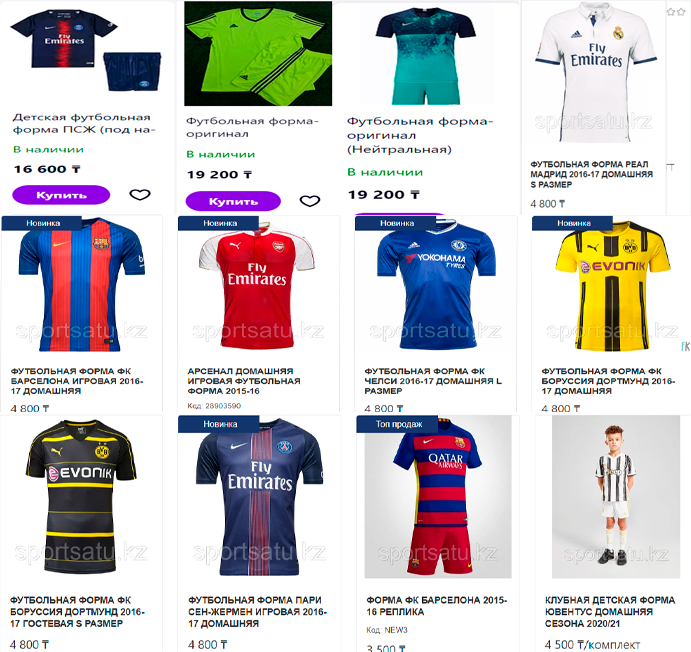 Fly
Emirates
Детская футбольная
форма ПСЖ (под на-
В наличии
16 600 ₸
Купить
Футбольная форма-
оригинал
В наличии
19 200 ₸
Купить
Футбольная форма-
оригинал
(Нейтральная)
В наличии
19 200 ₸
Fly
Emirates
sportsatu.kz
ФУТБОЛЬНАЯ ФОРМА РЕАЛ
МАДРИД 2016-17 ДОМАШНЯЯ
S РАЗМЕР
4 800 ₸
Новинка
sportsatu.kz
ФУТБОЛЬНАЯ ФОРМА ФК
БАРСЕЛОНА ИГРОВАЯ 2016-
17 ДОМАШНЯЯ
4 800 ₸
Новинка
Fly
Emirates
sportsatu.kz
АРСЕНАЛ ДОМАШНЯЯ
ИГРОВАЯ ФУТБОЛЬНАЯ
ФОРМА 2015-16
Код: 28903590
Новинка
adidas
YOKOHAMA
TYRES
sportsatu.kz
ФУТБОЛЬНАЯ ФОРМА ФК
ЧЕЛСИ 2016-17 ДОМАШНЯЯ L
РАЗМЕР
4 800 ₸
Новинка
EVONIK
sportsatu.kz
ФУТБОЛЬНАЯ ФОРМА ФК
БОРУССИЯ ДОРТМУНД 2016-
17 ДОМАШНЯЯ
4 800 ₸
EVONIK
sportsatu.kz
ФУТБОЛЬНАЯ ФОРМА ФК
БОРУССИЯ ДОРТМУНД 2016-
17 ГОСТЕВАЯ S РАЗМЕР
4 800 ₸
Новинка
Fly
Emirates
sportsatu.kz
ФУТБОЛЬНАЯ ФОРМА ПАРИ
СЕН-ЖЕРМЕН ИГРОВАЯ 2016-
17 ДОМАШНЯЯ
4 800 ₸
Топ продаж
QATAR
AIRWAYS
sportsatu.kz
ФОРМА ФК БАРСЕЛОНА 2015-
16 РЕПЛИКА
Код: NEW3
3 500 ₸
sportsatu.kz
КЛУБНАЯ ДЕТСКАЯ ФОРМА
ЮВЕНТУС ДОМАШНЯЯ
СЕЗОНА 2020/21
4 500 ₸/комплект